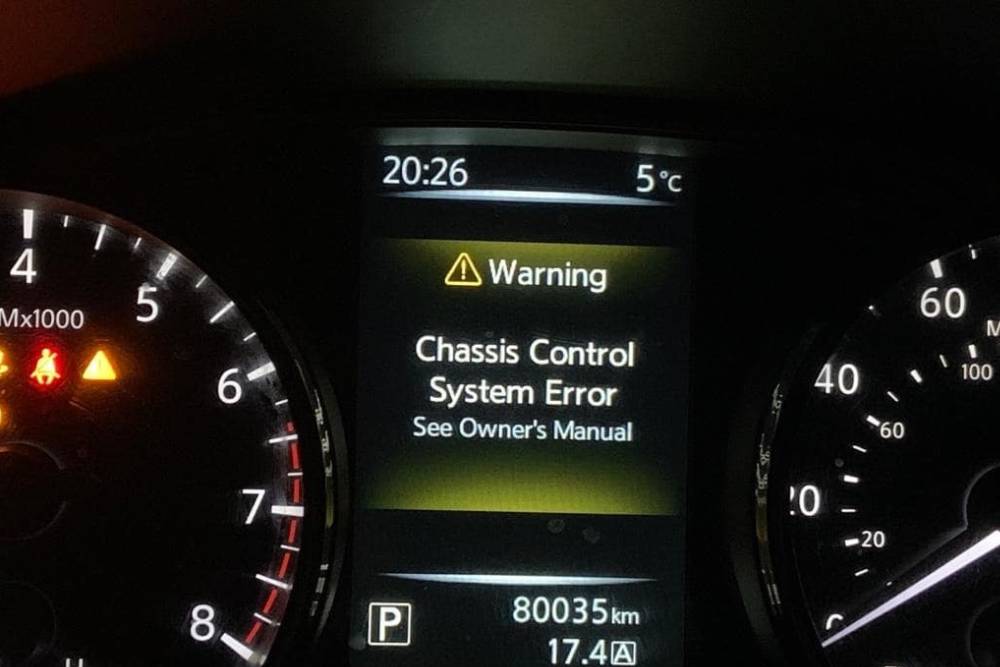 20:26 5°C
Warning
Chassis Control
System Error
See Owner's Manual
P 80035km
17.4 A
4
5
6
7
8
Mx1000
60
40
20
100
60
20